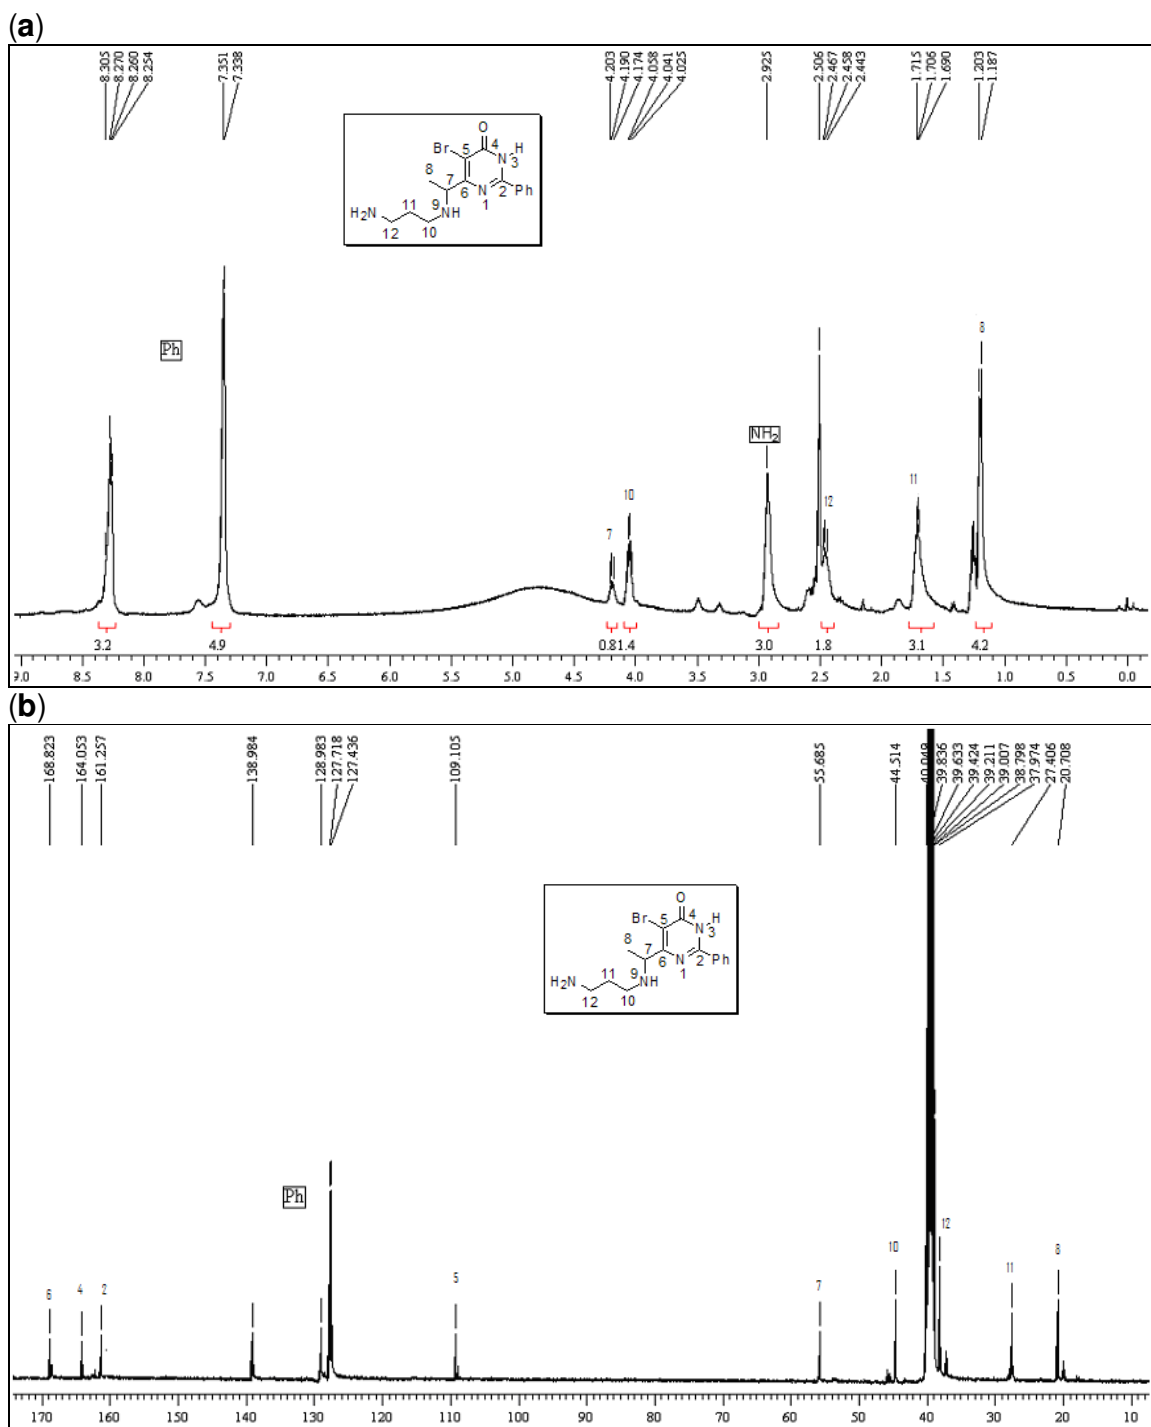 (a)
8.305 8.270 8.260 8.254 7.351 7.338 4.203 4.190 4.174 4.058 4.041 4.025 2.925 2.506 2.467 2.458 2.443 1.715 1.706 1.690 1.203 1.187
O
Br 5 4 N H
3
8 7
6 N 1 2 Ph
H2N 11 9 NH
12 10
Ph
8
NH2
10
7
12
11
3.2 4.9 0.81.4 3.0 1.8 3.1 4.2
9.0 8.5 8.0 7.5 7.0 6.5 6.0 5.5 5.0 4.5 4.0 3.5 3.0 2.5 2.0 1.5 1.0 0.5 0.0
(b)
168.823 164.053 161.257 138.984 128.983 127.718 127.436 109.105 55.685 44.514 40.049 39.836 39.633 39.424 39.211 39.007 38.798 37.974 27.406 20.708
O
Br 5 4 N H
3
8 7
6 N 1 2 Ph
H2N 11 9 NH
12 10
Ph
6 4 2 5 7 10 12 11 8
170 160 150 140 130 120 110 100 90 80 70 60 50 40 30 20 10